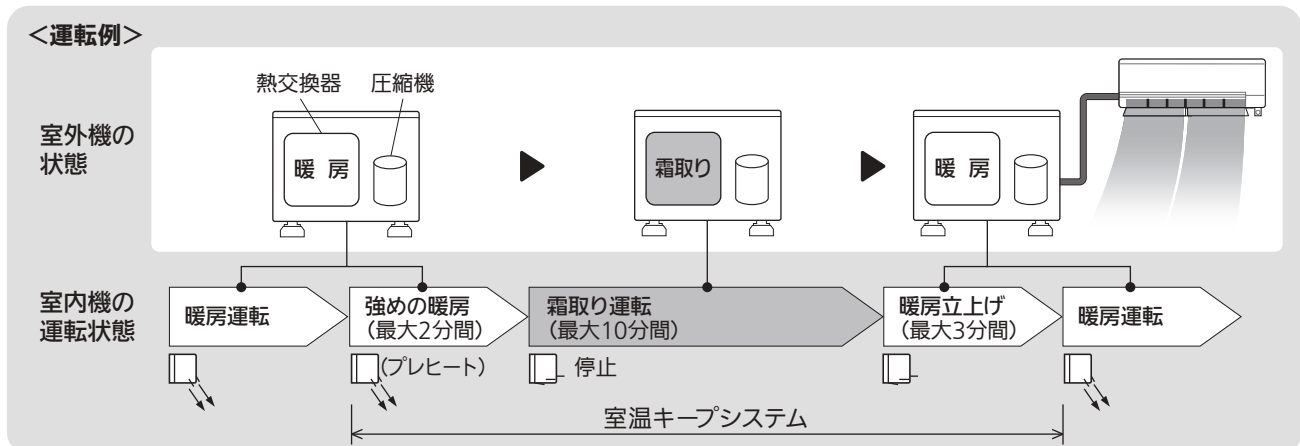 <運転例>
熱交換器 圧縮機
室外機の
状態
暖 房
霜取り
暖 房
室内機の
運転状態
暖房運転
強めの暖房
(最大2分間)
霜取り運転
(最大10分間)
暖房立上げ
(最大3分間)
暖房運転
(プレヒート)
停止
室温キープシステム